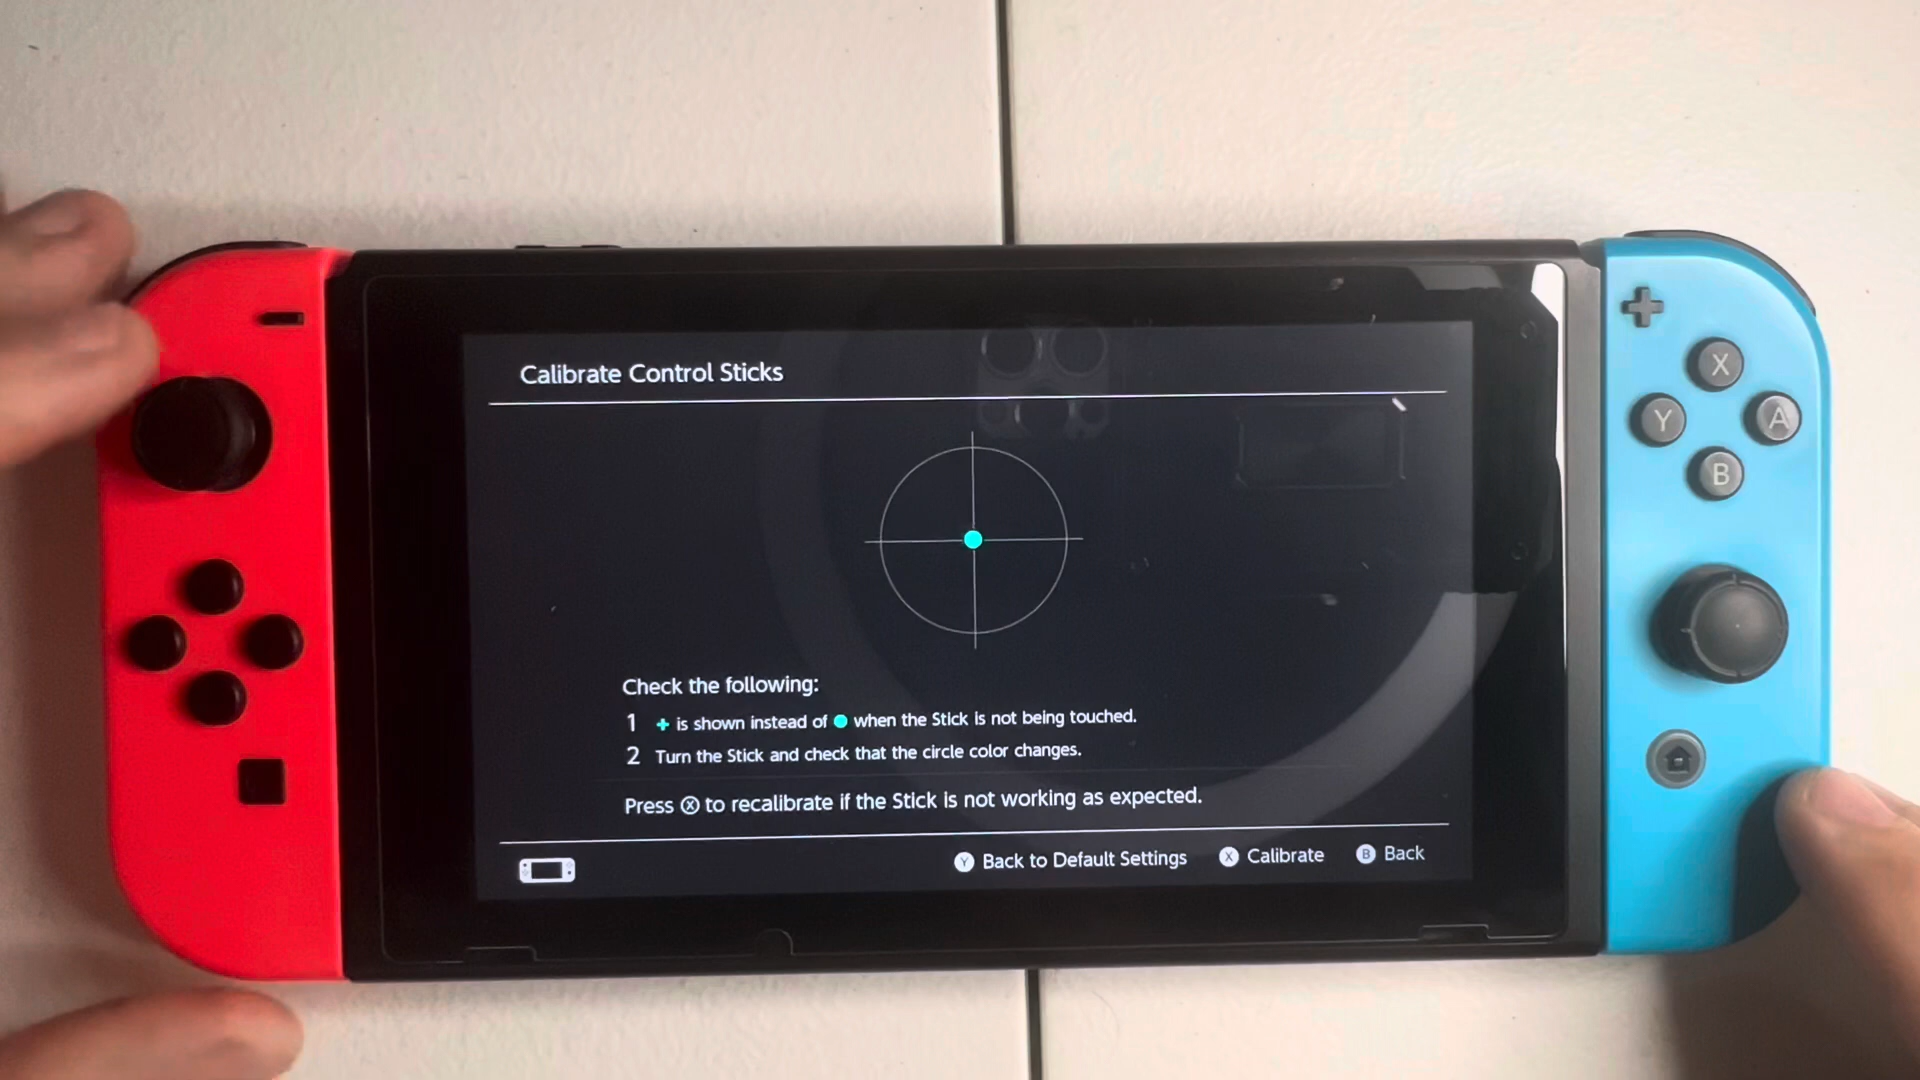 Calibrate Control Sticks
Check the following:
1 + is shown instead of ● when the Stick is not being touched.
2 Turn the Stick and check that the circle color changes.
Press Ⓧ to recalibrate if the Stick is not working as expected.
Ⓨ Back to Default Settings Ⓧ Calibrate Ⓑ Back
X
Y A
B